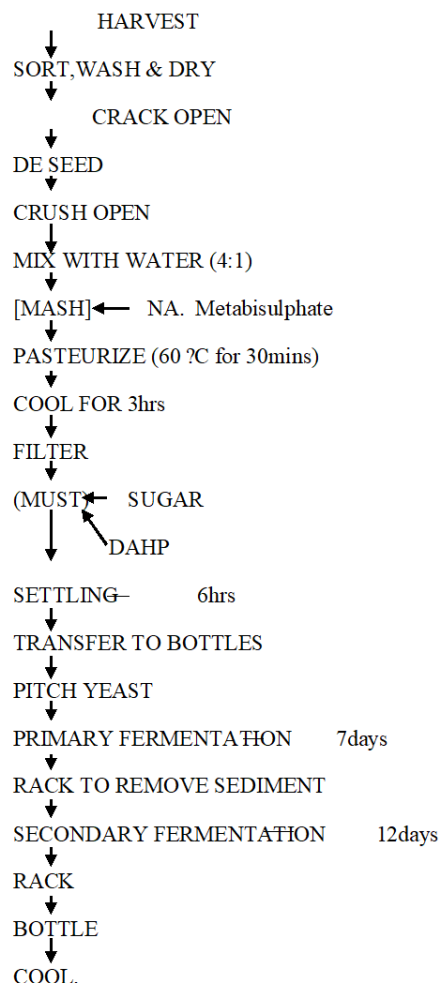 HARVEST
SORT,WASH & DRY
CRACK OPEN
DE SEED
CRUSH OPEN
MIX WITH WATER (4:1)
[MASH] NA. Metabisulphate
PASTEURIZE (60 ?C for 30mins)
COOL FOR 3hrs
FILTER
(MUST) SUGAR
DAHP
SETTLING 6hrs
TRANSFER TO BOTTLES
PITCH YEAST
PRIMARY FERMENTATION 7days
RACK TO REMOVE SEDIMENT
SECONDARY FERMENTATION 12days
RACK
BOTTLE
COOL.